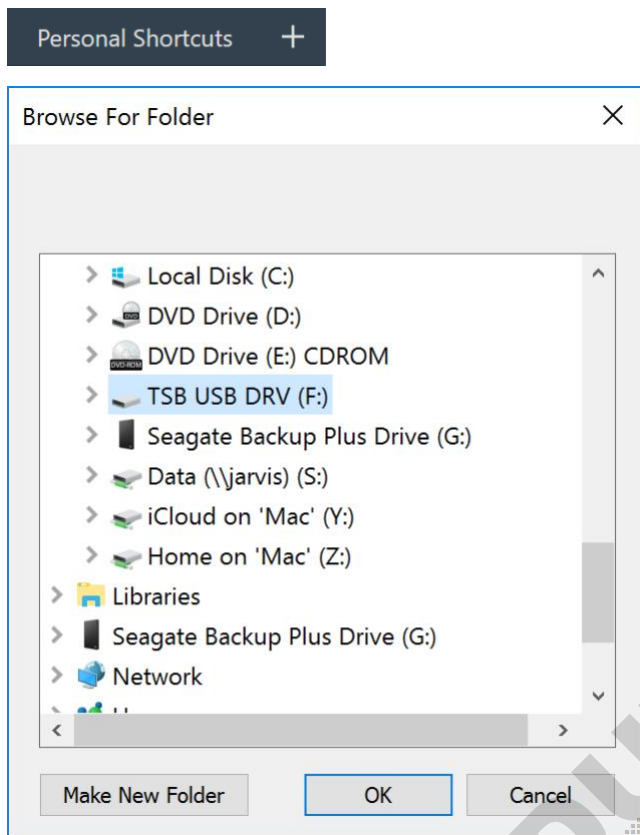 Personal Shortcuts +
Browse For Folder
Local Disk (C:)
DVD Drive (D:)
DVD Drive (E:) CDROM
TSB USB DRV (F:)
Seagate Backup Plus Drive (G:)
Data (\\jarvis) (S:)
iCloud on 'Mac' (Y:)
Home on 'Mac' (Z:)
Libraries
Seagate Backup Plus Drive (G:)
Network
Make New Folder OK Cancel